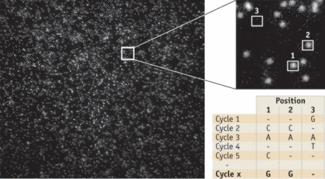 3
2
1
Position
1 2 3
Cycle 1 - - G
Cycle 2 C C -
Cycle 3 A A A
Cycle 4 - - T
Cycle 5 C - -
-
Cycle x G G -